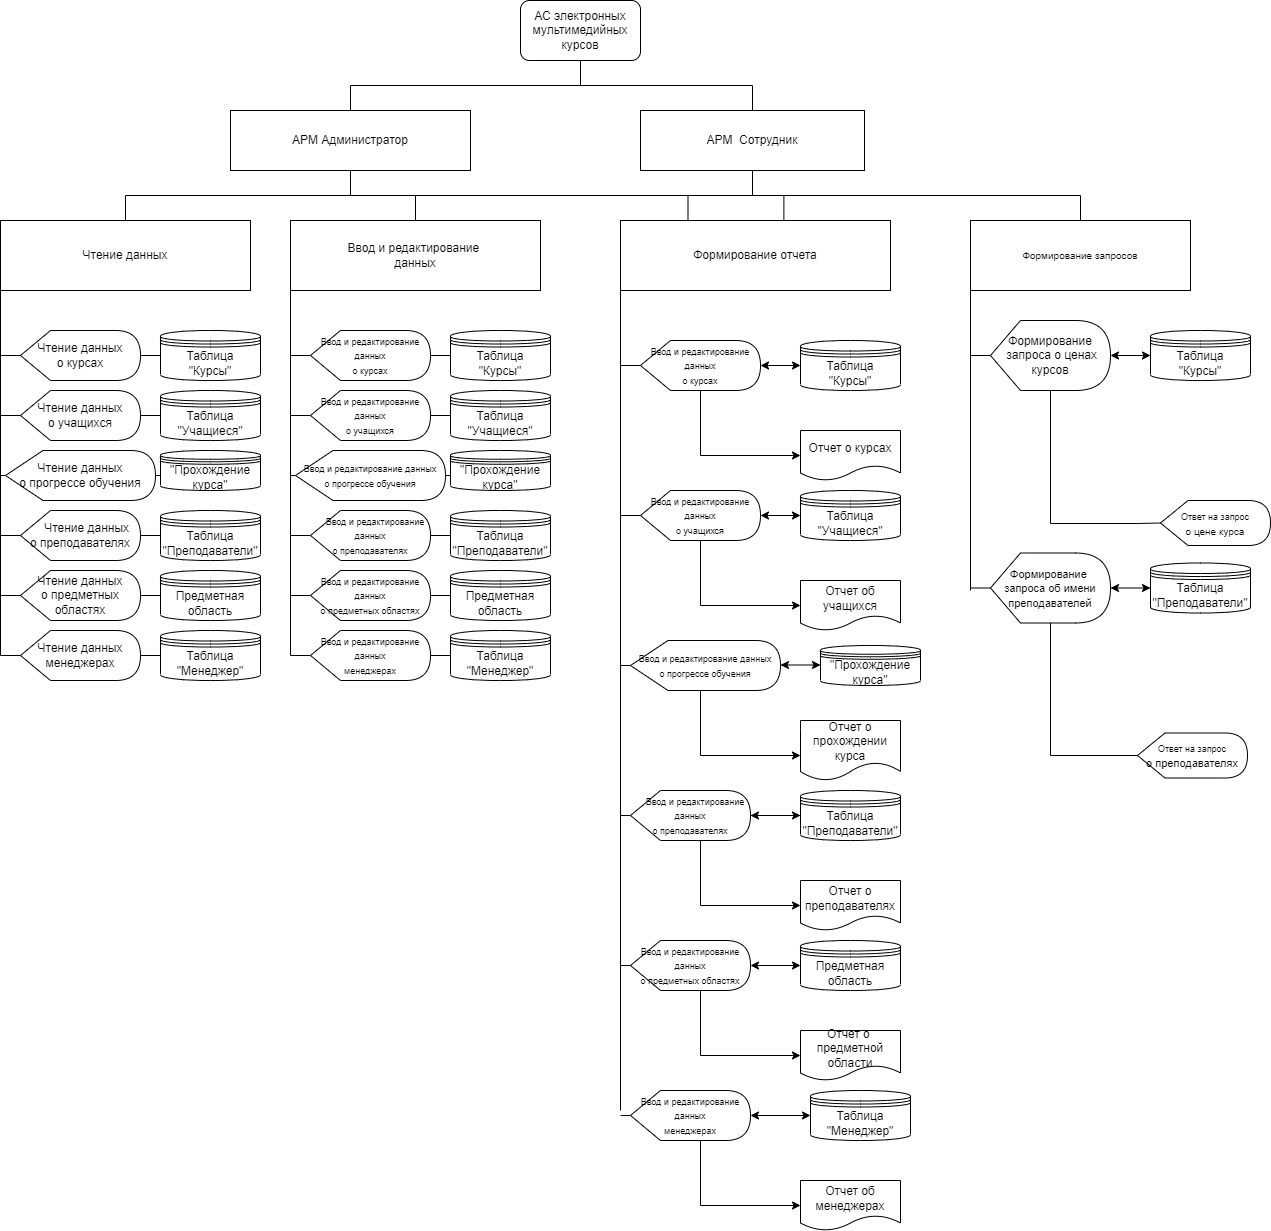 АС электронных
мультимедийных
курсов
АРМ Администратор
АРМ Сотрудник
Чтение данных
Ввод и редактирование
данных
Формирование отчета
Формирование запросов
Чтение данных
о курсах
Таблица
"Курсы"
Чтение данных
о учащихся
Таблица
"Учащиеся"
Чтение данных
о прогрессе обучения
"Прохождение
курса"
Чтение данных
о преподавателях
Таблица
"Преподаватели"
Чтение данных
о предметных
областях
Предметная
область
Чтение данных
менеджерах
Таблица
"Менеджер"
Ввод и редактирование
данных
о курсах
Таблица
"Курсы"
Ввод и редактирование
данных
о учащихся
Таблица
"Учащиеся"
Ввод и редактирование данных
о прогрессе обучения
"Прохождение
курса"
Ввод и редактирование
данных
о преподавателях
Таблица
"Преподаватели"
Ввод и редактирование
данных
о предметных областях
Предметная
область
Ввод и редактирование
данных
менеджерах
Таблица
"Менеджер"
Ввод и редактирование
данных
о курсах
Таблица
"Курсы"
Отчет о курсах
Ввод и редактирование
данных
о учащихся
Таблица
"Учащиеся"
Отчет об
учащихся
Ввод и редактирование данных
о прогрессе обучения
"Прохождение
курса"
Отчет о
прохождении
курса
Ввод и редактирование
данных
о преподавателях
Таблица
"Преподаватели"
Отчет о
преподавателях
Ввод и редактирование
данных
о предметных областях
Предметная
область
Отчет о
предметной
области
Ввод и редактирование
данных
менеджерах
Таблица
"Менеджер"
Отчет об
менеджерах
Формирование
запроса о ценах
курсов
Таблица
"Курсы"
Ответ на запрос
о цене курса
Формирование
запроса об имени
преподавателей
Таблица
"Преподаватели"
Ответ на запрос
о преподавателях